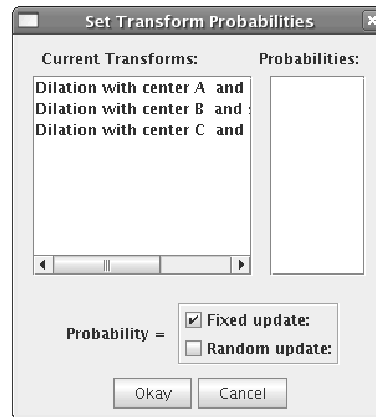 Set Transform Probabilities
Current Transforms: Probabilities:
Dilation with center A and
Dilation with center B and
Dilation with center C and
Probability =
Fixed update:
Random update:
Okay Cancel